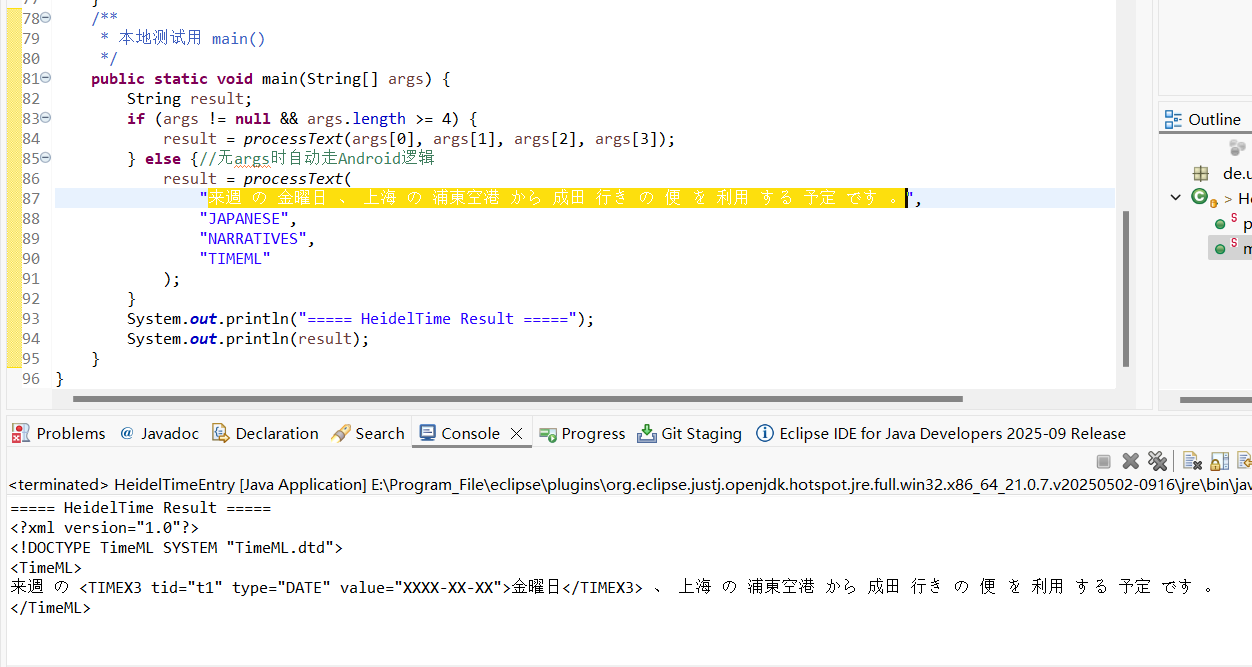 78 /**
79 * 本地测试用 main()
80 */
81 public static void main(String[] args) {
82 String result;
83 if (args != null && args.length >= 4) {
84 result = processText(args[0], args[1], args[2], args[3]);
85 } else {//无args时自动走Android逻辑
86 result = processText(
87 "来週 の 金曜日 、 上海 の 浦東空港 から 成田 行き の 便 を 利用 する 予定 です 。",
88 "JAPANESE",
89 "NARRATIVES",
90 "TIMEML"
91 );
92 }
93 System.out.println("===== HeidelTime Result =====");
94 System.out.println(result);
95 }
96 }
Outline
de.u
> He
p
m
Problems @ Javadoc Declaration Search Console Progress Git Staging Eclipse IDE for Java Developers 2025-09 Release
<terminated> HeidelTimeEntry [Java Application] E:\Program_File\eclipse\plugins\org.eclipse.justj.openjdk.hotspot.jre.full.win32.x86_64_21.0.7.v20250502-0916\jre\bin\jav
===== HeidelTime Result =====
<?xml version="1.0"?>
<!DOCTYPE TimeML SYSTEM "TimeML.dtd">
<TimeML>
来週 の <TIMEX3 tid="t1" type="DATE" value="XXXX-XX-XX">金曜日</TIMEX3> 、 上海 の 浦東空港 から 成田 行き の 便 を 利用 する 予定 です 。
</TimeML>